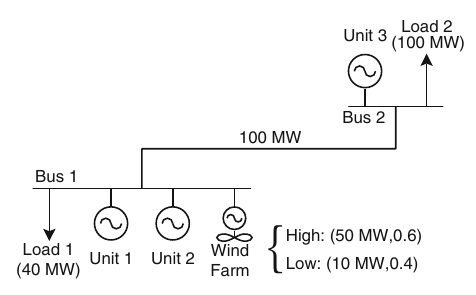 Unit 3
Load 2
(100 MW)
Bus 2
100 MW
Bus 1
Load 1
(40 MW)
Unit 1
Unit 2
Wind
Farm
High: (50 MW,0.6)
Low: (10 MW,0.4)